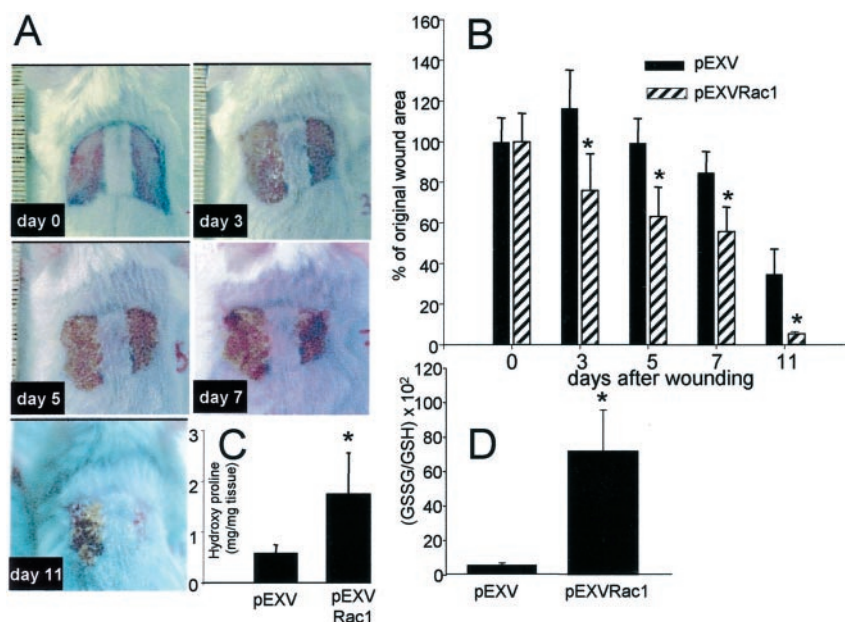 A
day 0
day 3
day 5
day 7
day 11
B
% of original wound area
160
140
120
100
80
60
40
20
0
pEXV
pEXVRac1
*
*
*
*
0 3 5 7 11
days after wounding
C
Hydroxy proline
(mg/mg tissue)
3
2
1
0
*
pEXV
pEXV
Rac1
D
(GSSG/GSH) x 10²
120
100
80
60
40
20
0
*
pEXV
pEXVRac1